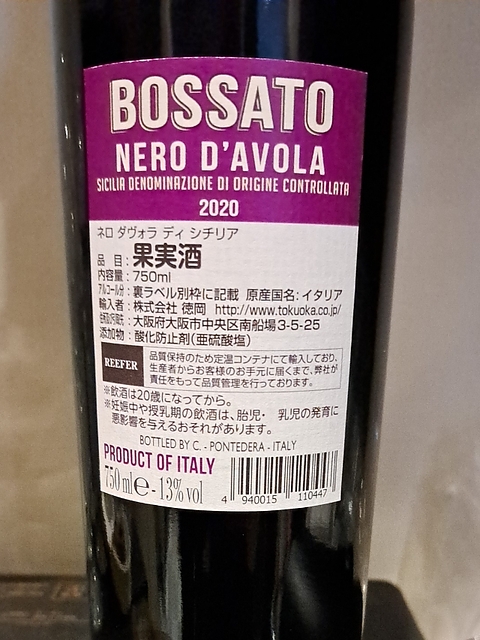 BOSSATO
NERO D'AVOLA
SICILIA DENOMINAZIONE DI ORIGINE CONTROLLATA
2020
ネロ ダヴォラ ディ シチリア
品 目：果実酒
内容量：750ml
アルコール分：裏ラベル別枠に記載 原産国名：イタリア
輸入者：株式会社 徳岡 http://www.tokuoka.co.jp/
住所及び引取先：大阪府大阪市中央区南船場3-5-25
添加物：酸化防止剤(亜硫酸塩)
REEFER
品質保持のため定温コンテナにて輸入しており、
生産者からお客様のお手元に届くまで、弊社が
責任をもって品質管理を行っております。
※飲酒は20歳になってから。
※妊娠中や授乳期の飲酒は、胎児・ 乳児の発育に
悪影響を与えるおそれがあります。
BOTTLED BY C. - PONTEDERA - ITALY
PRODUCT OF ITALY
750 ml e - 13% vol
4 940015 110447